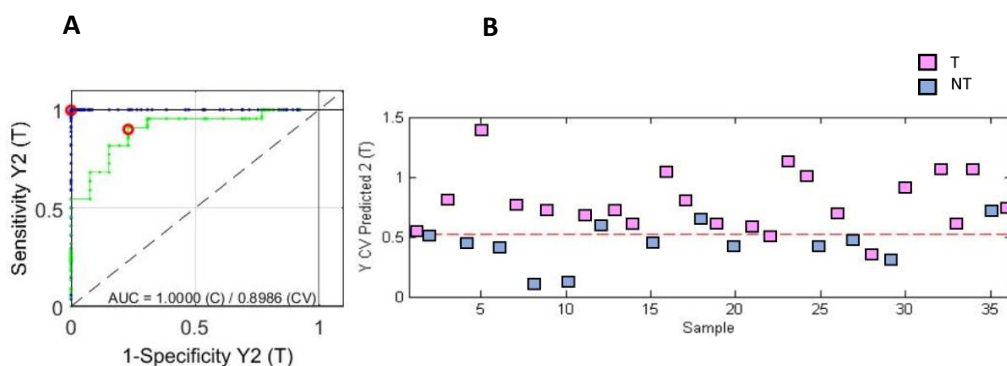 A
B
T
NT
Sensitivity Y2 (T)
1
0.5
0
AUC = 1.0000 (C) / 0.8986 (CV)
0
0.5
1
1-Specificity Y2 (T)
Y CV Predicted 2 (T)
1.5
1
0.5
0
5
10
15
20
25
30
35
Sample